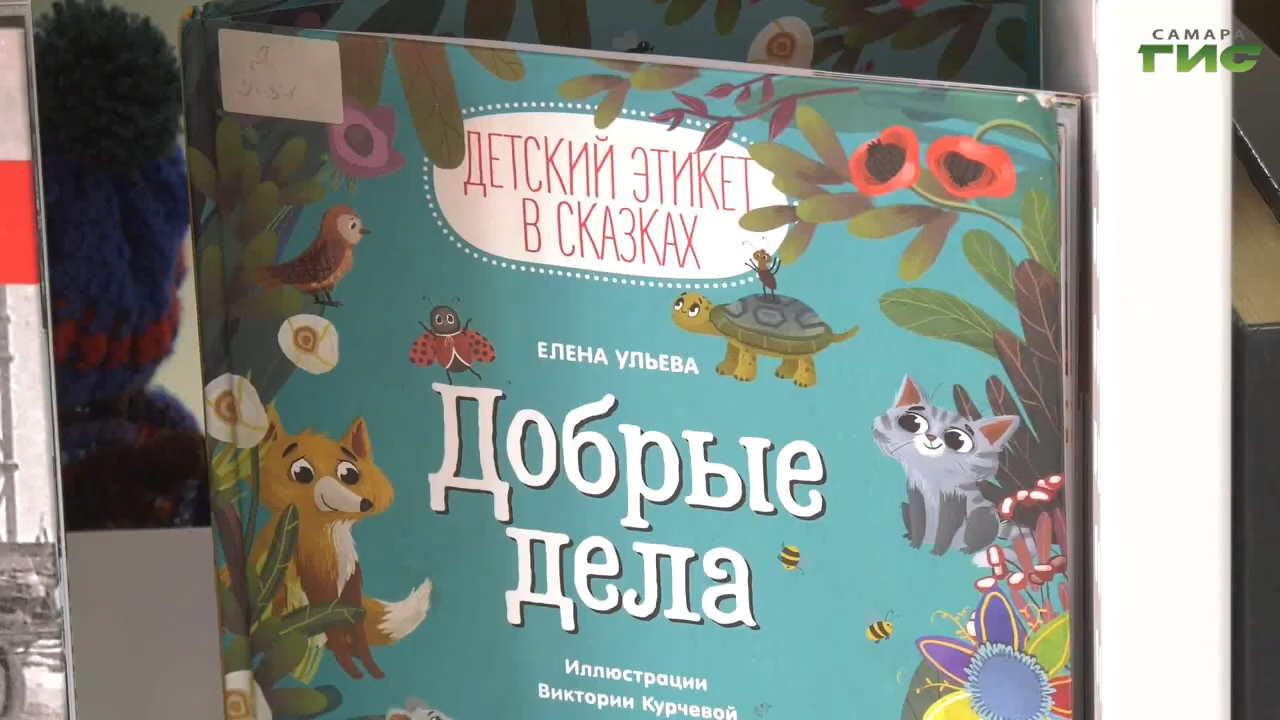 САМАРА
ГИС
ДЕТСКИЙ ЭТИКЕТ
В СКАЗКАХ
ЕЛЕНА УЛЬЕВА
Добрые
дела
Иллюстрации
Виктории Курчевой